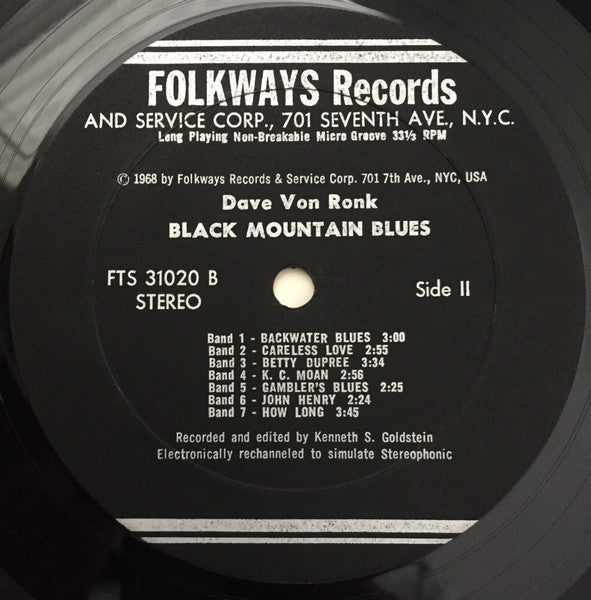 FOLKWAYS Records
AND SERVICE CORP., 701 SEVENTH AVE., N.Y.C.
Long Playing Non-Breakable Micro Groove 33⅓ RPM
© 1968 by Folkways Records & Service Corp. 701 7th Ave., NYC, USA
Dave Von Ronk
BLACK MOUNTAIN BLUES
FTS 31020 B
STEREO
Side II
Band 1 - BACKWATER BLUES 3:00
Band 2 - CARELESS LOVE 2:55
Band 3 - BETTY DUPREE 3:34
Band 4 - K. C. MOAN 2:56
Band 5 - GAMBLER'S BLUES 2:25
Band 6 - JOHN HENRY 2:24
Band 7 - HOW LONG 3:45
Recorded and edited by Kenneth S. Goldstein
Electronically rechanneled to simulate Stereophonic